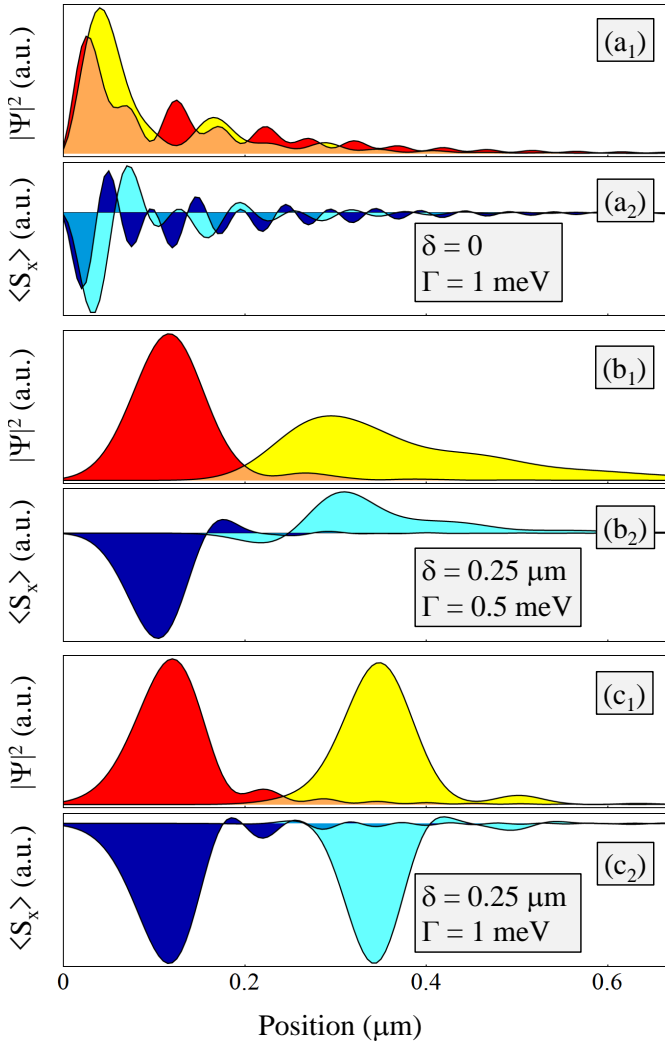 |Ψ|² (a.u.)
(a₁)
<Sₓ> (a.u.)
(a₂)
δ = 0
Γ = 1 meV
|Ψ|² (a.u.)
(b₁)
<Sₓ> (a.u.)
(b₂)
δ = 0.25 μm
Γ = 0.5 meV
|Ψ|² (a.u.)
(c₁)
<Sₓ> (a.u.)
(c₂)
δ = 0.25 μm
Γ = 1 meV
0 0.2 0.4 0.6
Position (μm)